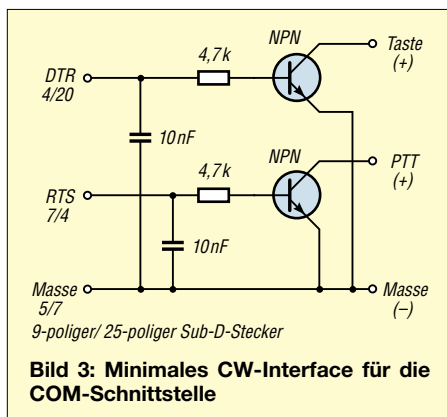 NPN
Taste
(+)
4,7k
DTR
4/20
10nF
NPN
4,7k
PTT
(+)
RTS
7/4
10nF
Masse
5/7
Masse
(–)
9-poliger/ 25-poliger Sub-D-Stecker
Bild 3: Minimales CW-Interface für die
COM-Schnittstelle